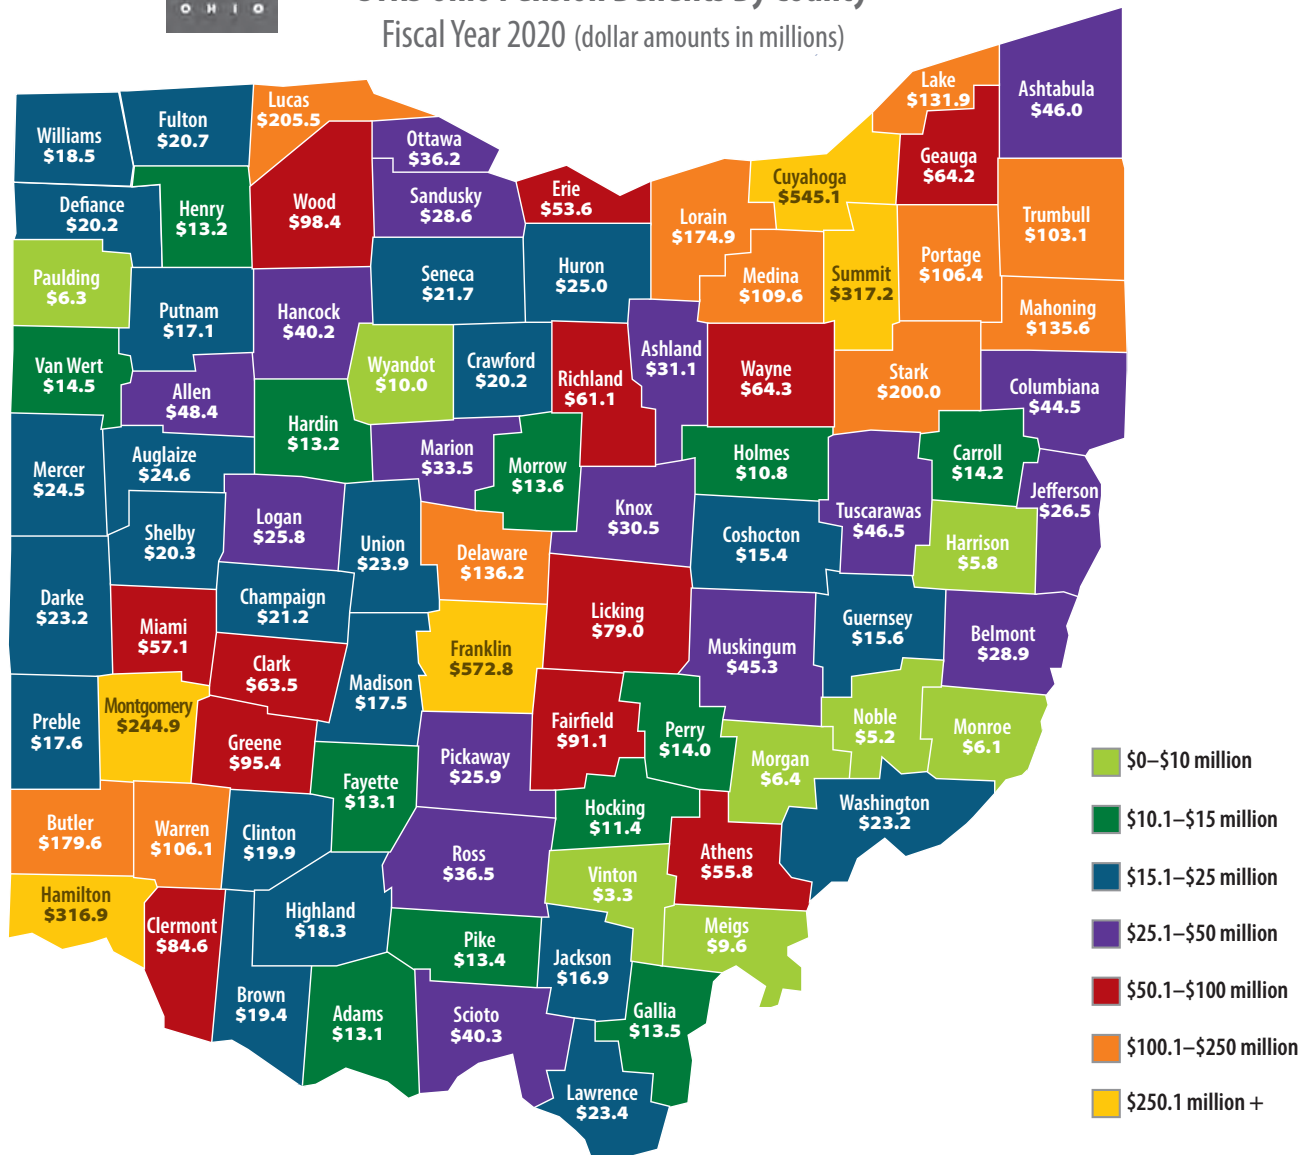 OHIO
STRS Ohio Pension Benefits By County
Fiscal Year 2020 (dollar amounts in millions)
Williams
$18.5
Fulton
$20.7
Lucas
$205.5
Ottawa
$36.2
Lake
$131.9
Ashtabula
$46.0
Defiance
$20.2
Henry
$13.2
Wood
$98.4
Sandusky
$28.6
Erie
$53.6
Lorain
$174.9
Cuyahoga
$545.1
Geauga
$64.2
Trumbull
$103.1
Paulding
$6.3
Putnam
$17.1
Hancock
$40.2
Seneca
$21.7
Huron
$25.0
Medina
$109.6
Summit
$317.2
Portage
$106.4
Mahoning
$135.6
Van Wert
$14.5
Allen
$48.4
Hardin
$13.2
Wyandot
$10.0
Crawford
$20.2
Richland
$61.1
Ashland
$31.1
Wayne
$64.3
Stark
$200.0
Columbiana
$44.5
Mercer
$24.5
Auglaize
$24.6
Marion
$33.5
Morrow
$13.6
Holmes
$10.8
Carroll
$14.2
Jefferson
$26.5
Shelby
$20.3
Logan
$25.8
Union
$23.9
Delaware
$136.2
Knox
$30.5
Coshocton
$15.4
Tuscarawas
$46.5
Harrison
$5.8
Darke
$23.2
Miami
$57.1
Champaign
$21.2
Clark
$63.5
Madison
$17.5
Franklin
$572.8
Licking
$79.0
Muskingum
$45.3
Guernsey
$15.6
Belmont
$28.9
Preble
$17.6
Montgomery
$244.9
Greene
$95.4
Fayette
$13.1
Pickaway
$25.9
Fairfield
$91.1
Perry
$14.0
Morgan
$6.4
Noble
$5.2
Monroe
$6.1
Butler
$179.6
Warren
$106.1
Clinton
$19.9
Ross
$36.5
Hocking
$11.4
Athens
$55.8
Washington
$23.2
Hamilton
$316.9
Clermont
$84.6
Highland
$18.3
Pike
$13.4
Vinton
$3.3
Meigs
$9.6
Brown
$19.4
Adams
$13.1
Scioto
$40.3
Jackson
$16.9
Gallia
$13.5
Lawrence
$23.4
$0–$10 million
$10.1–$15 million
$15.1–$25 million
$25.1–$50 million
$50.1–$100 million
$100.1–$250 million
$250.1 million +